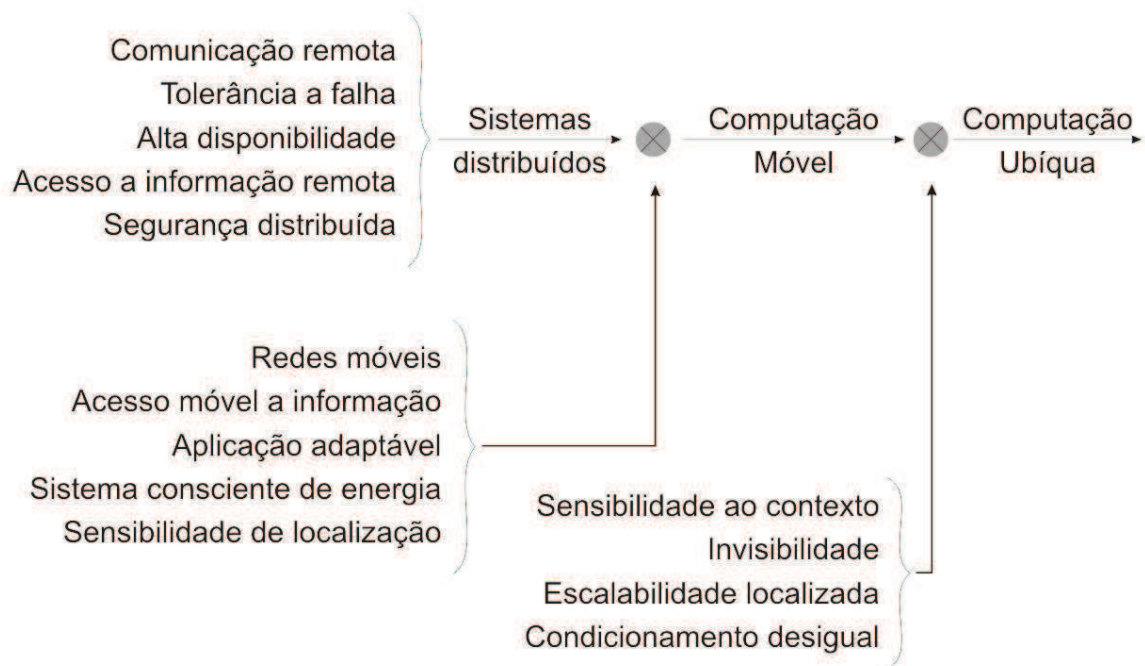 Comunicação remota
Tolerância a falha
Alta disponibilidade
Acesso a informação remota
Segurança distribuída
Sistemas
distribuídos
Computação
Móvel
Computação
Ubíqua
Redes móveis
Acesso móvel a informação
Aplicação adaptável
Sistema consciente de energia
Sensibilidade de localização
Sensibilidade ao contexto
Invisibilidade
Escalabilidade localizada
Condicionamento desigual